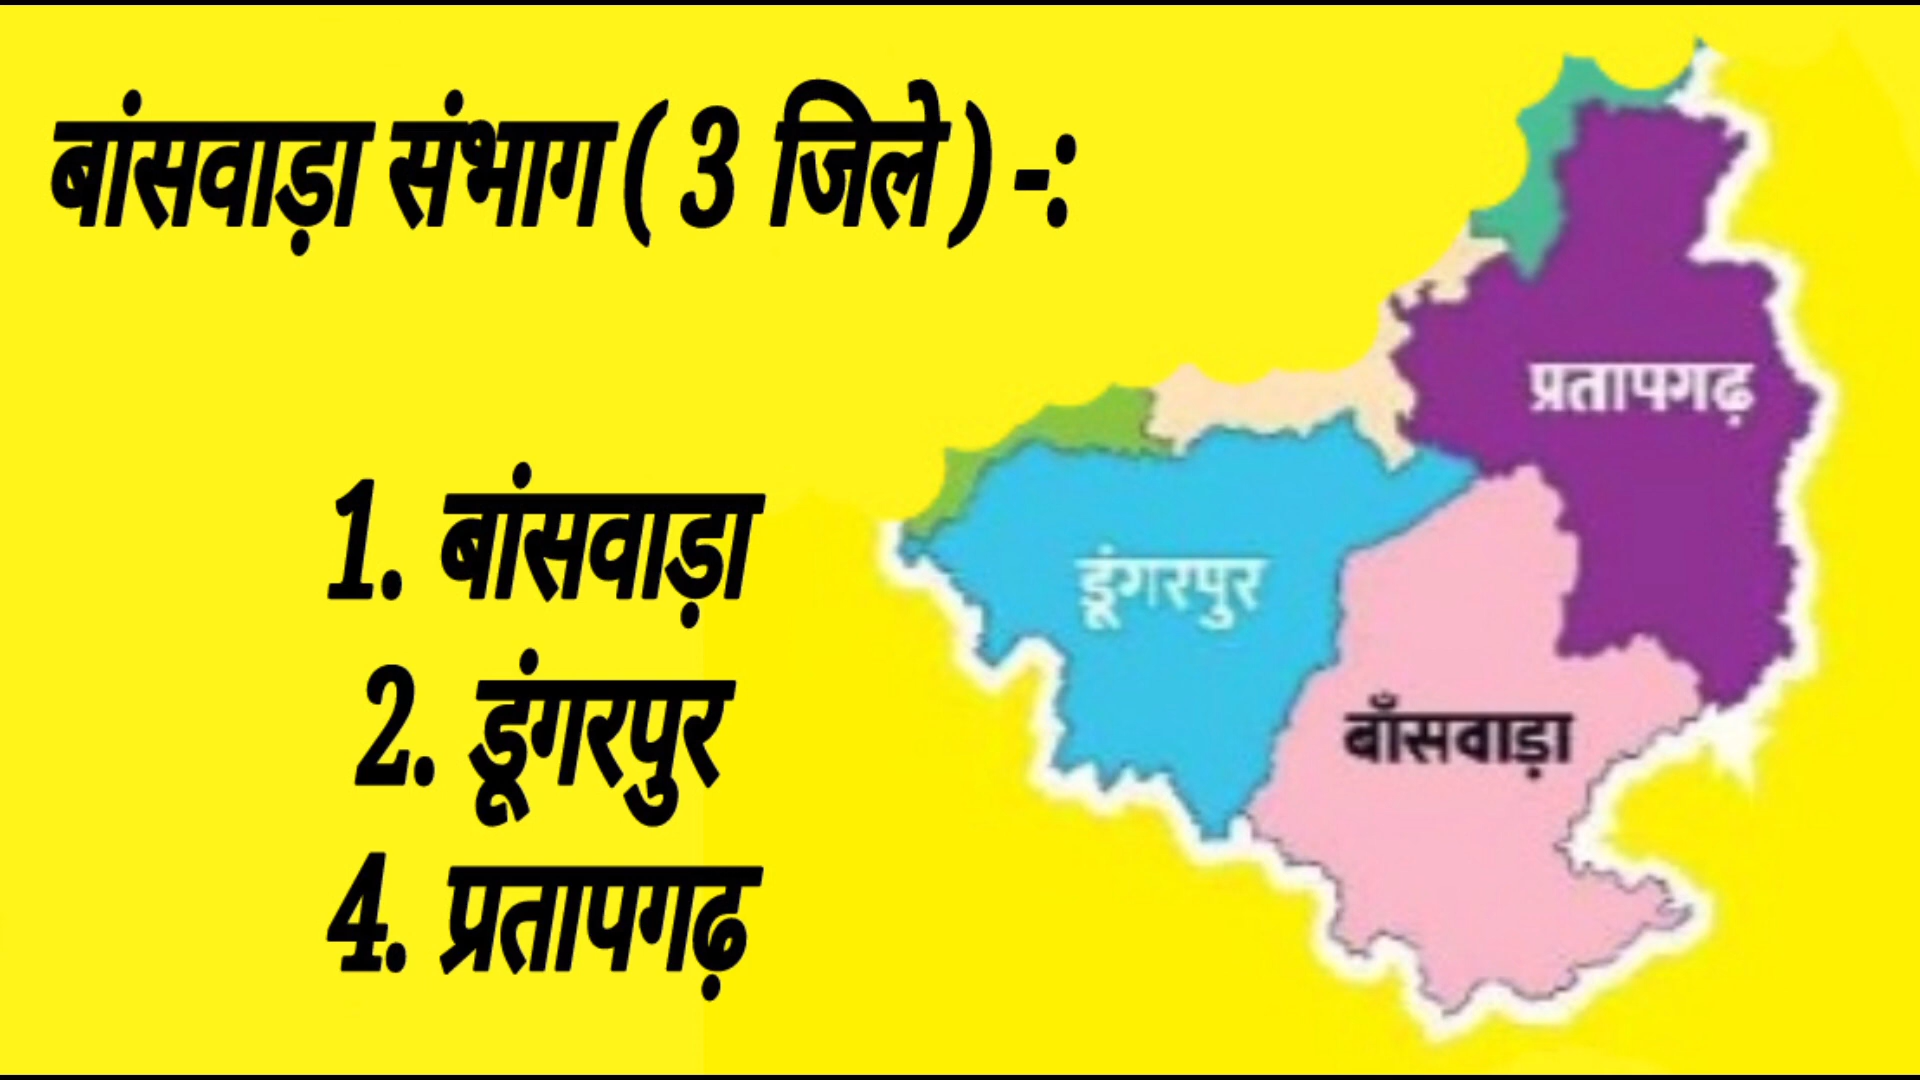 बांसवाड़ा संभाग ( 3 जिले ) -:
1. बांसवाड़ा
2. डूंगरपुर
4. प्रतापगढ़
प्रतापगढ़
डूंगरपुर
बाँसवाड़ा